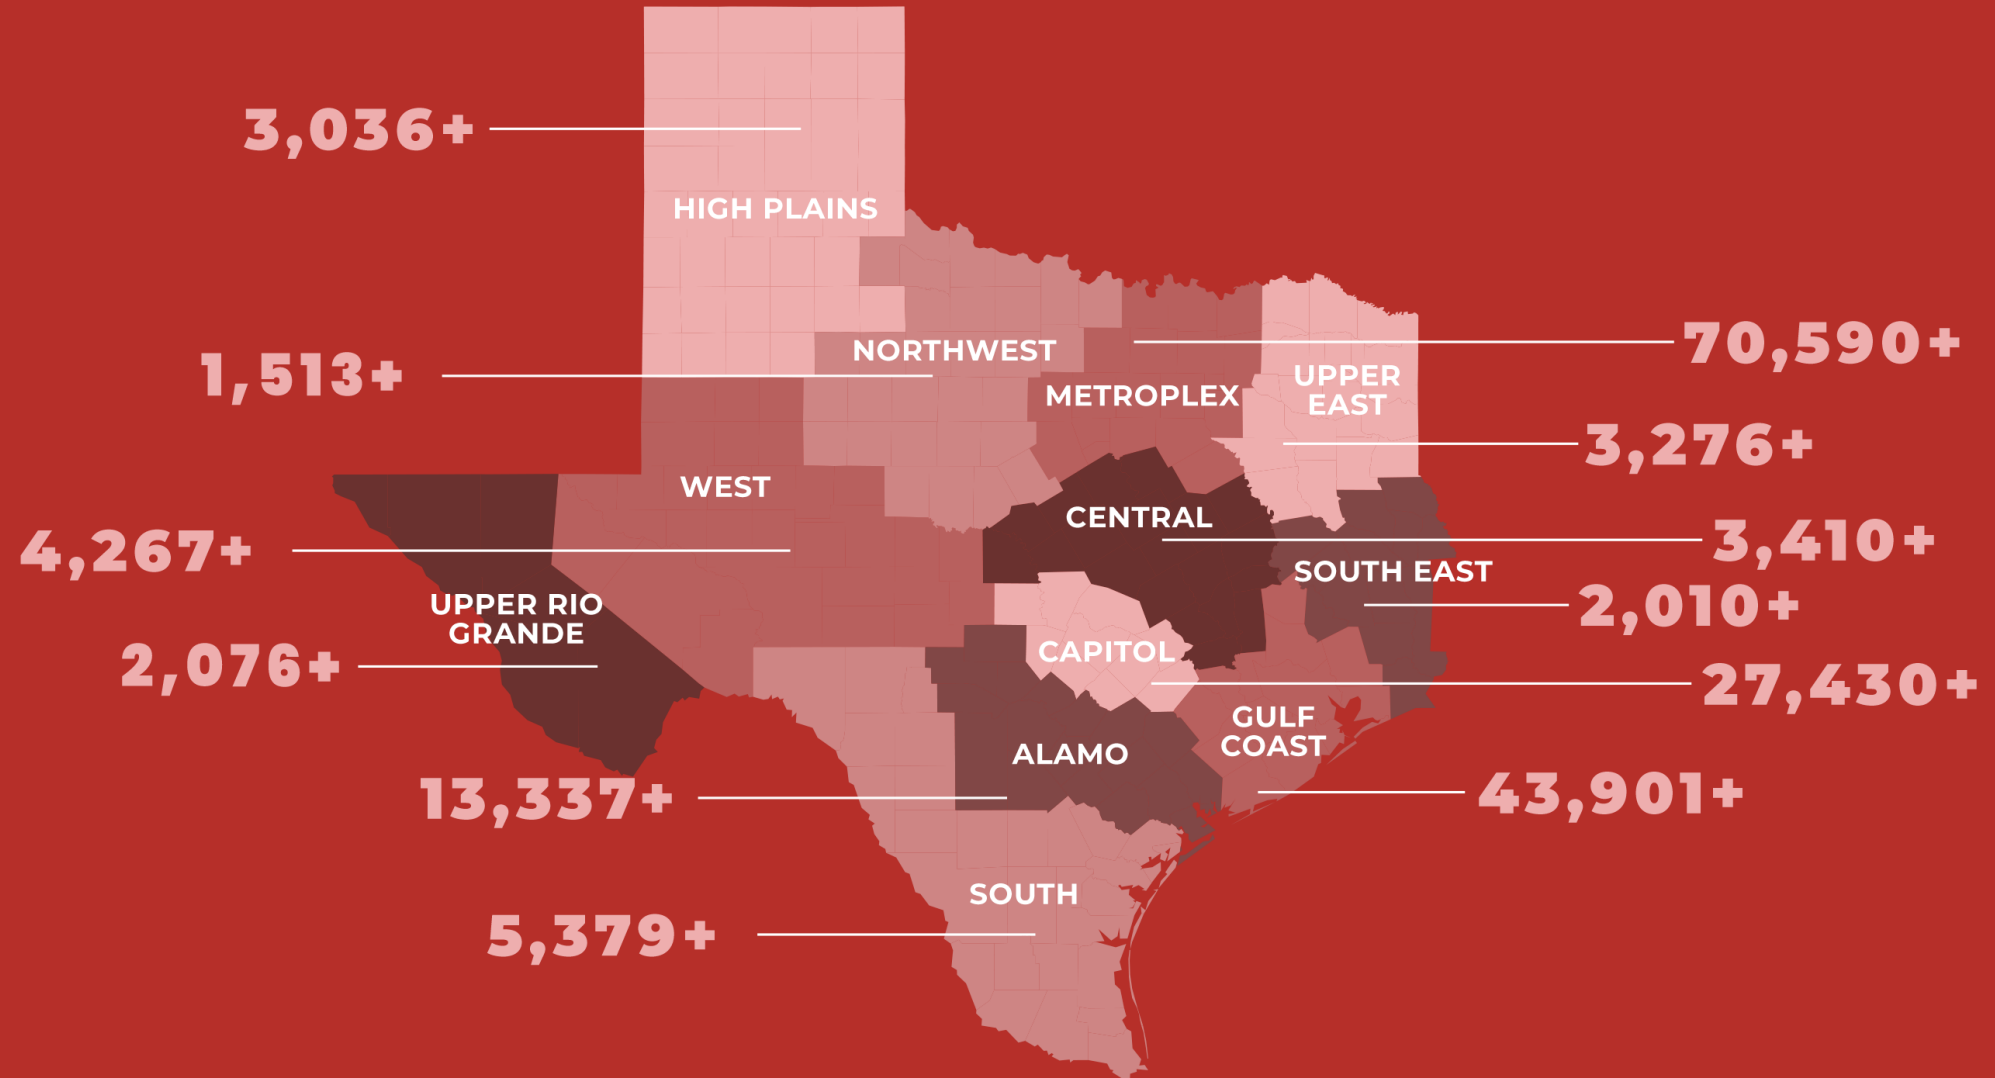 3,036+
HIGH PLAINS
1,513+
NORTHWEST
70,590+
METROPLEX
UPPER
EAST
3,276+
WEST
CENTRAL
4,267+
3,410+
SOUTH EAST
UPPER RIO
GRANDE
2,010+
2,076+
CAPITOL
27,430+
GULF
COAST
ALAMO
13,337+
43,901+
SOUTH
5,379+